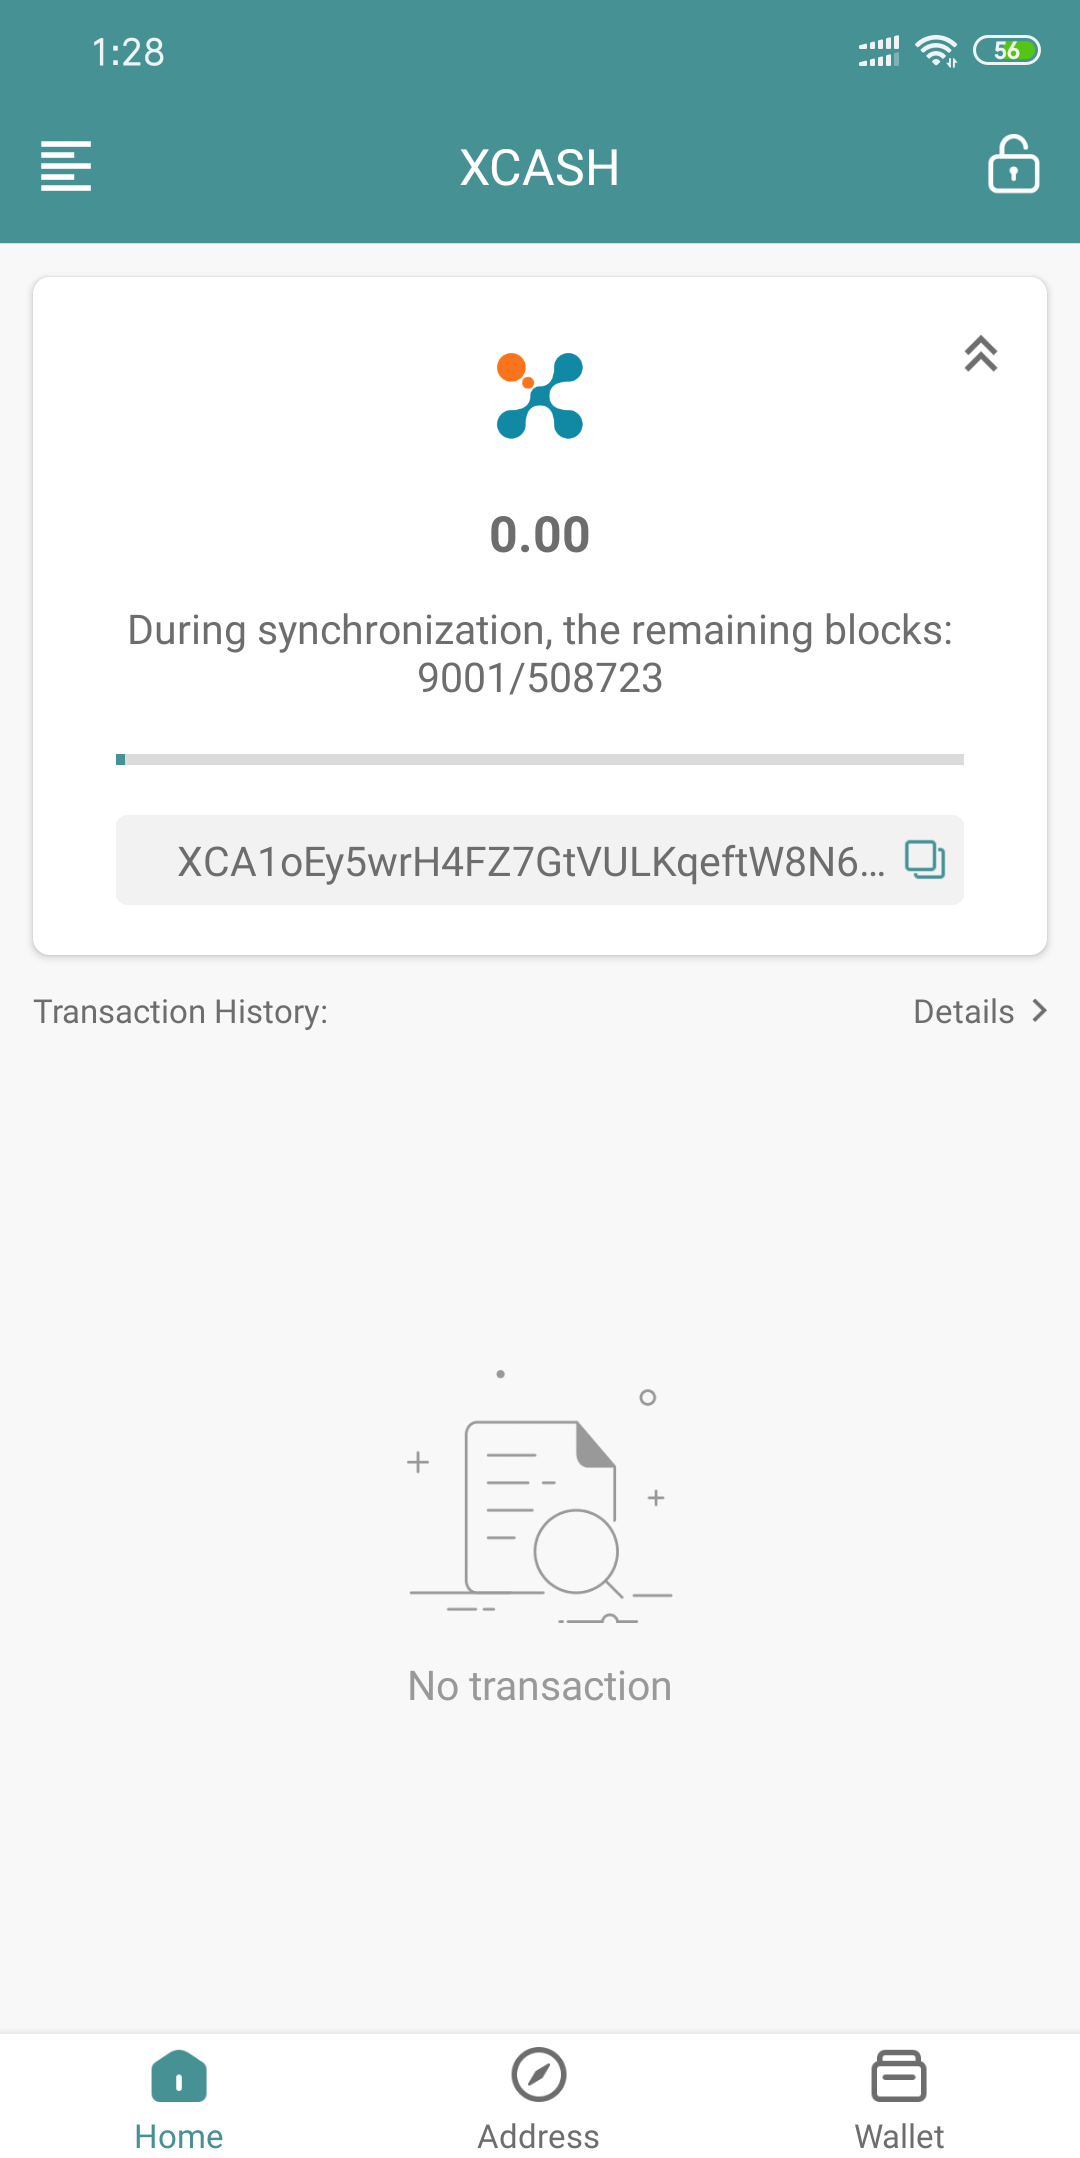 1:28
56
XCASH
0.00
During synchronization, the remaining blocks:
9001/508723
XCA1oEy5wrH4FZ7GtVULKqeftW8N6...
Transaction History:
Details
No transaction
Home
Address
Wallet